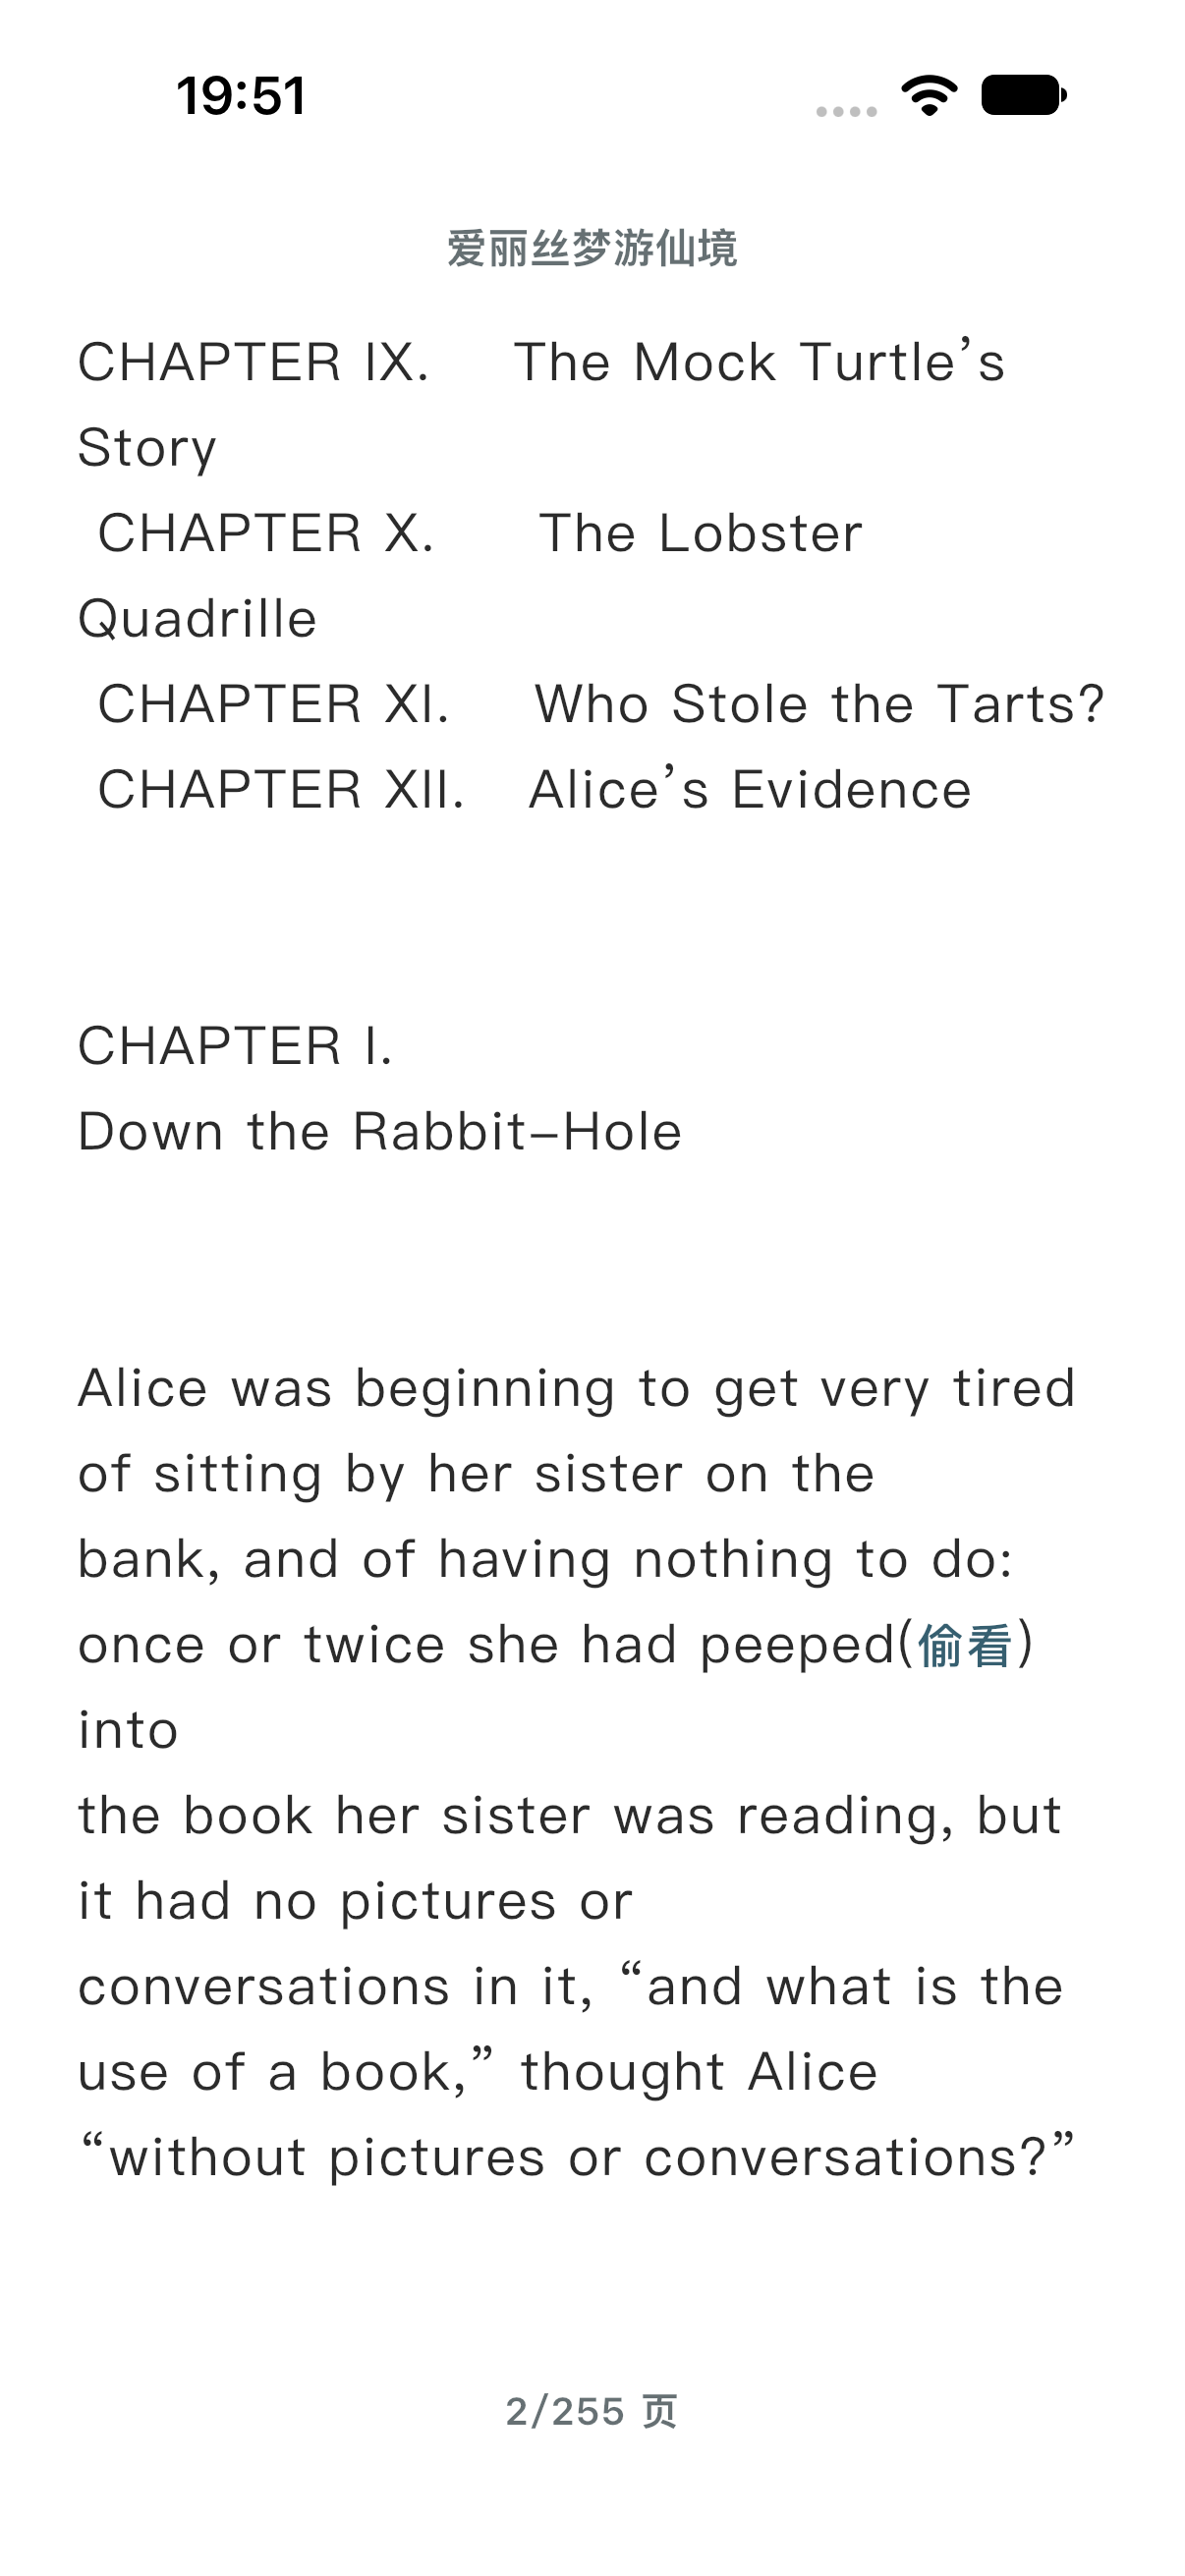 19:51
爱丽丝梦游仙境
CHAPTER IX. The Mock Turtle’s
Story
CHAPTER X. The Lobster
Quadrille
CHAPTER XI. Who Stole the Tarts?
CHAPTER XII. Alice’s Evidence
CHAPTER I.
Down the Rabbit–Hole
Alice was beginning to get very tired
of sitting by her sister on the
bank, and of having nothing to do:
once or twice she had peeped(偷看)
into
the book her sister was reading, but
it had no pictures or
conversations in it, “and what is the
use of a book,” thought Alice
“without pictures or conversations?”
2/255 页